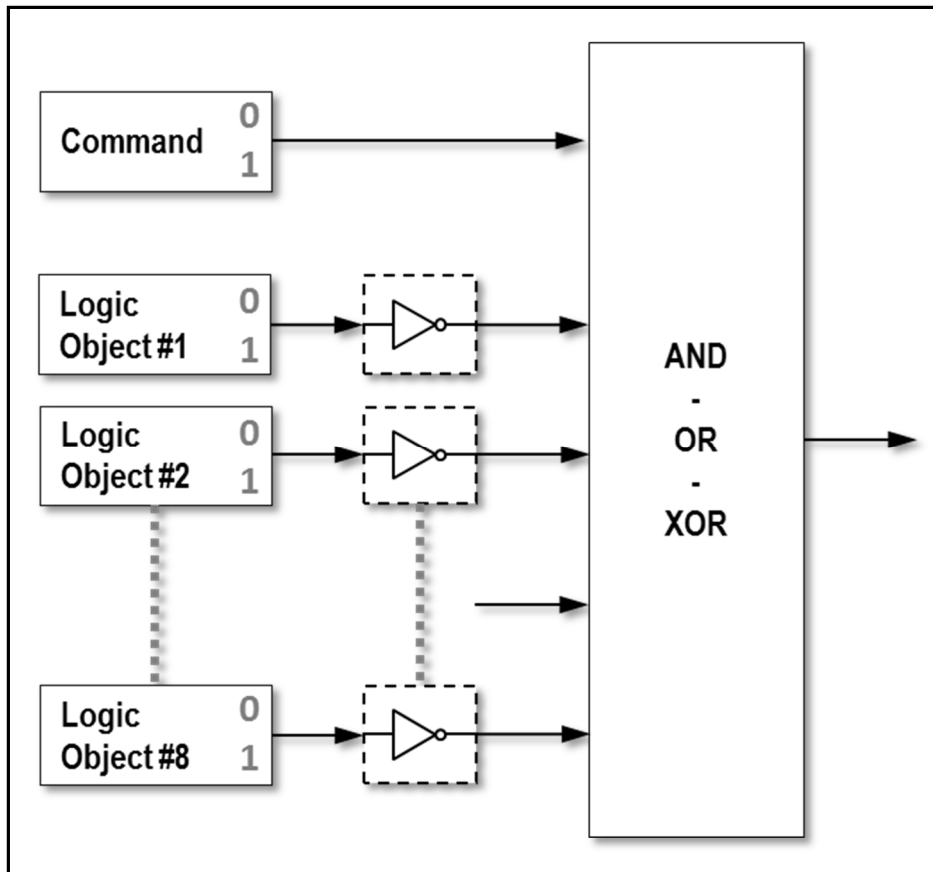 Command
0
1
Logic
Object #1
0
1
Logic
Object #2
0
1
Logic
Object #8
0
1
AND
-
OR
-
XOR